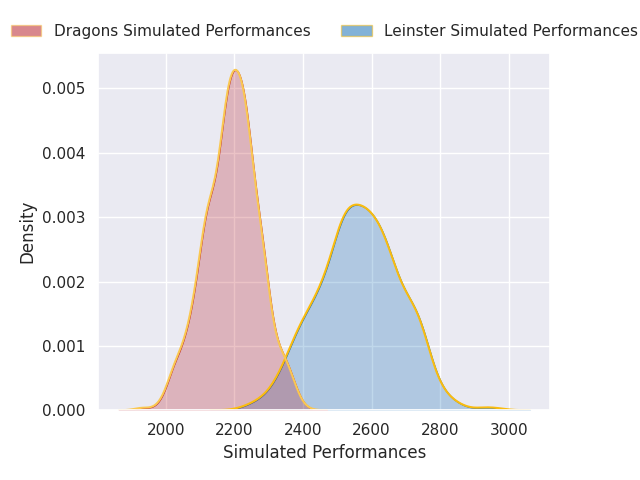 Dragons Simulated Performances Leinster Simulated Performances
0.005
0.004
0.003
0.002
0.001
0.000
Density
2000 2200 2400 2600 2800 3000
Simulated Performances